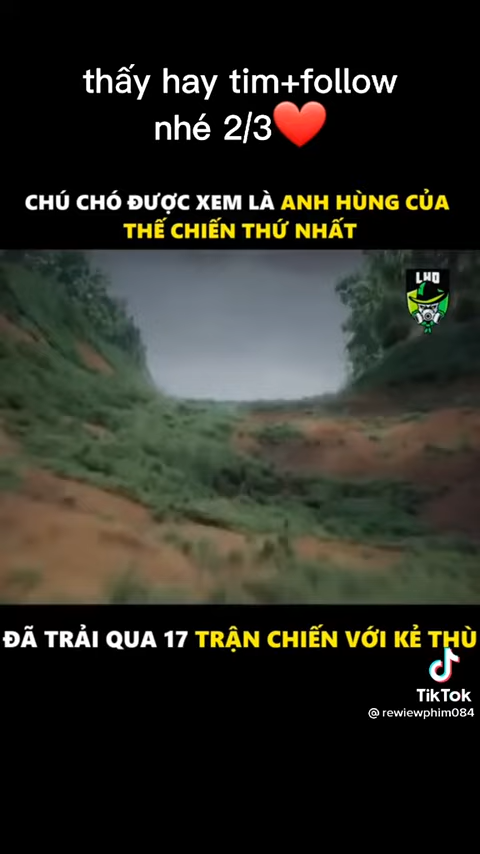 thấy hay tim+follow
nhé 2/3❤️
CHÚ CHÓ ĐƯỢC XEM LÀ ANH HÙNG CỦA
THẾ CHIẾN THỨ NHẤT
LHD
ĐÃ TRẢI QUA 17 TRẬN CHIẾN VỚI KẺ THÙ
TikTok
@rewiewphim084